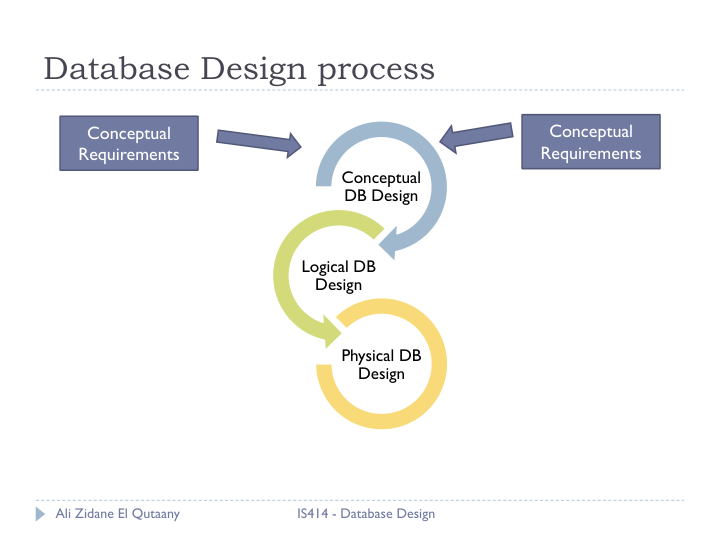 Database Design process
Conceptual
Requirements
Conceptual
Requirements
Conceptual
DB Design
Logical DB
Design
Physical DB
Design
Ali Zidane El Qutaany
IS414 - Database Design